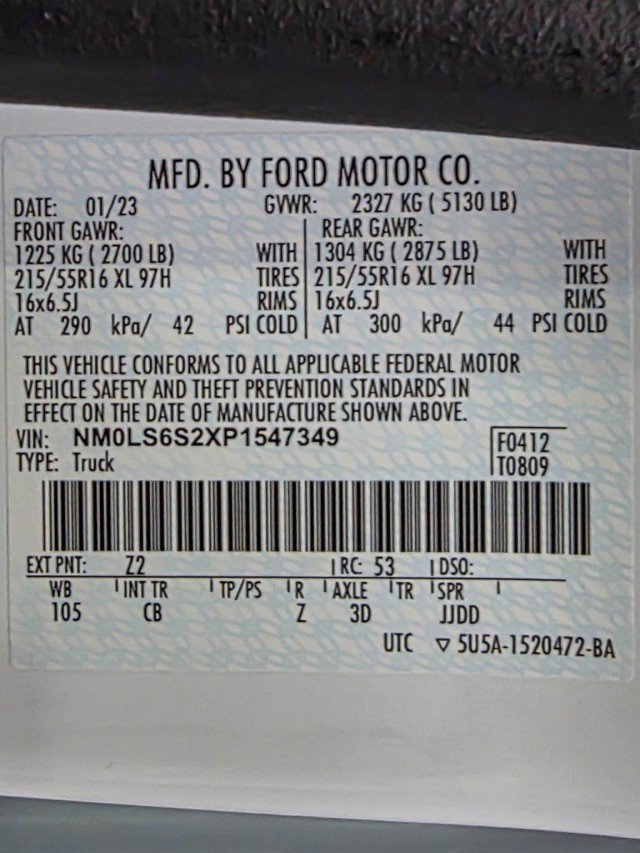 MFD. BY FORD MOTOR CO.
DATE: 01/23 GVWR: 2327 KG ( 5130 LB)
FRONT GAWR: REAR GAWR:
1225 KG ( 2700 LB) WITH 1304 KG ( 2875 LB) WITH
215/55R16 XL 97H TIRES 215/55R16 XL 97H TIRES
16x6.5J RIMS 16x6.5J RIMS
AT 290 kPa/ 42 PSI COLD AT 300 kPa/ 44 PSI COLD
THIS VEHICLE CONFORMS TO ALL APPLICABLE FEDERAL MOTOR
VEHICLE SAFETY AND THEFT PREVENTION STANDARDS IN
EFFECT ON THE DATE OF MANUFACTURE SHOWN ABOVE.
VIN: NM0LS6S2XP1547349 F0412
TYPE: Truck T0809
EXT PNT: Z2 RC: 53 DSO:
WB INT TR TP/PS R AXLE TR SPR
105 CB Z 3D JJDD
UTC ▽ 5U5A-1520472-BA